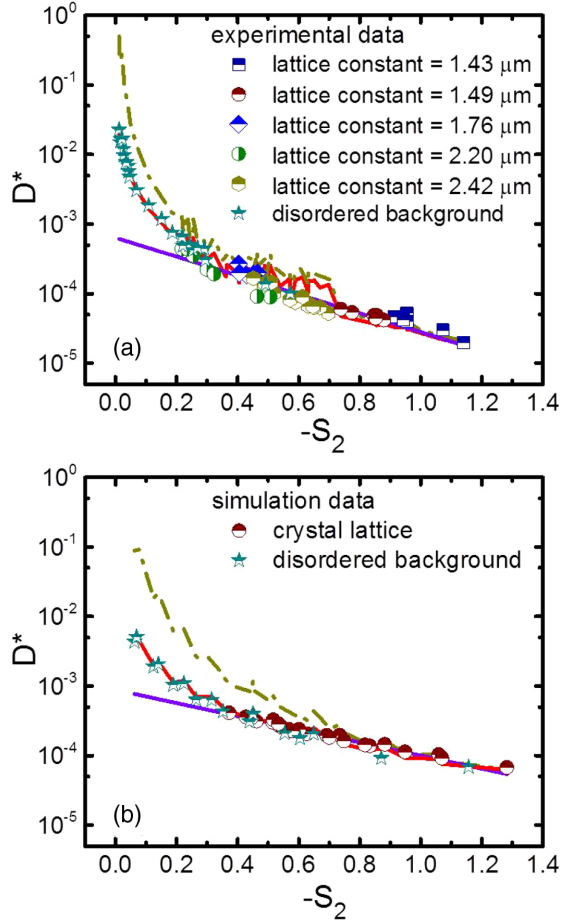 10⁰
experimental data
lattice constant = 1.43 μm
10⁻¹
lattice constant = 1.49 μm
lattice constant = 1.76 μm
10⁻²
lattice constant = 2.20 μm
D*
lattice constant = 2.42 μm
10⁻³
disordered background
10⁻⁴
10⁻⁵
(a)
0.0 0.2 0.4 0.6 0.8 1.0 1.2 1.4
-S₂
10⁰
simulation data
crystal lattice
10⁻¹
disordered background
10⁻²
D*
10⁻³
10⁻⁴
10⁻⁵
(b)
0.0 0.2 0.4 0.6 0.8 1.0 1.2 1.4
-S₂